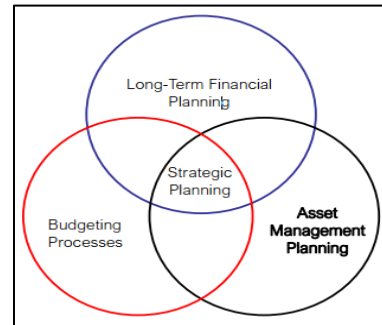 Long-Term Financial
Planning
Strategic
Planning
Budgeting
Processes
Asset
Management
Planning